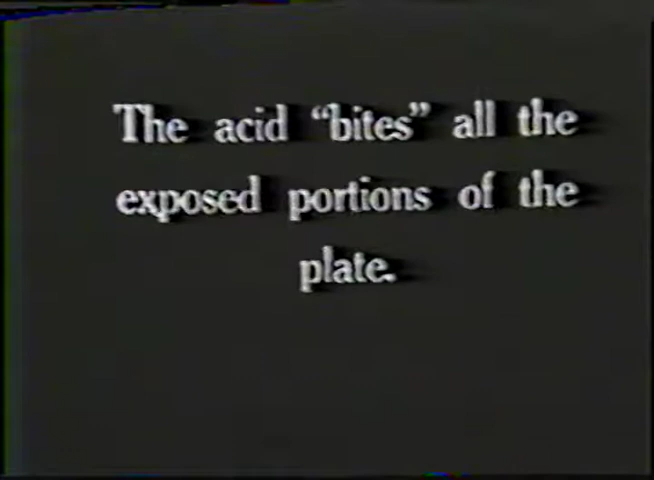 The acid “bites” all the
exposed portions of the
plate.